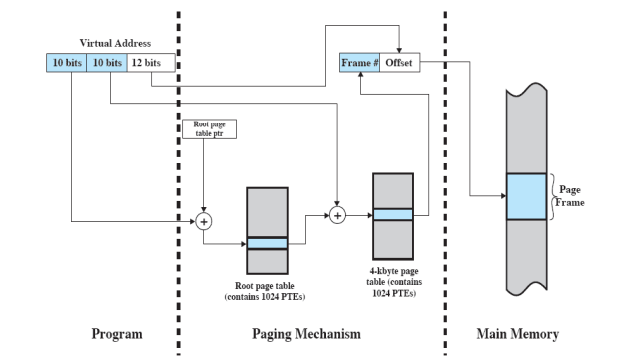 Virtual Address
10 bits 10 bits 12 bits
Frame # Offset
Root page
table ptr
+
+
Page
Frame
Root page table
(contains 1024 PTEs)
4-kbyte page
table (contains
1024 PTEs)
Program
Paging Mechanism
Main Memory